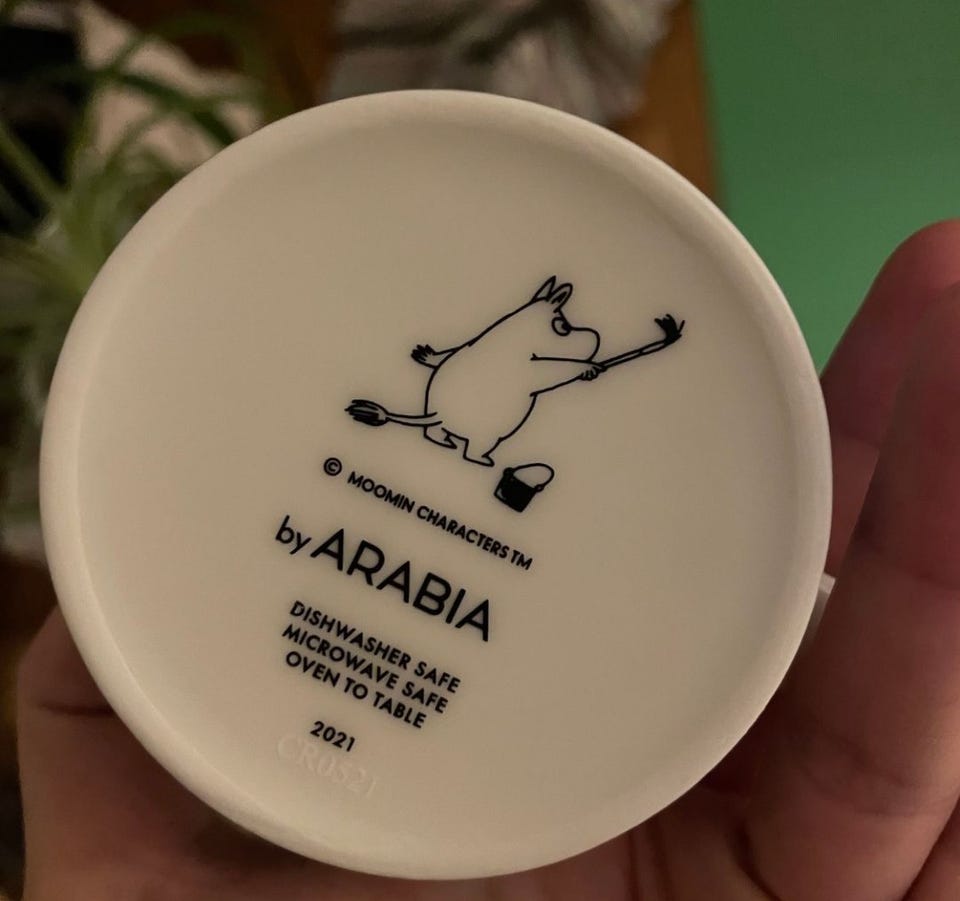 © MOOMIN CHARACTERS TM
by ARABIA
DISHWASHER SAFE
MICROWAVE SAFE
OVEN TO TABLE
2021
CR0521